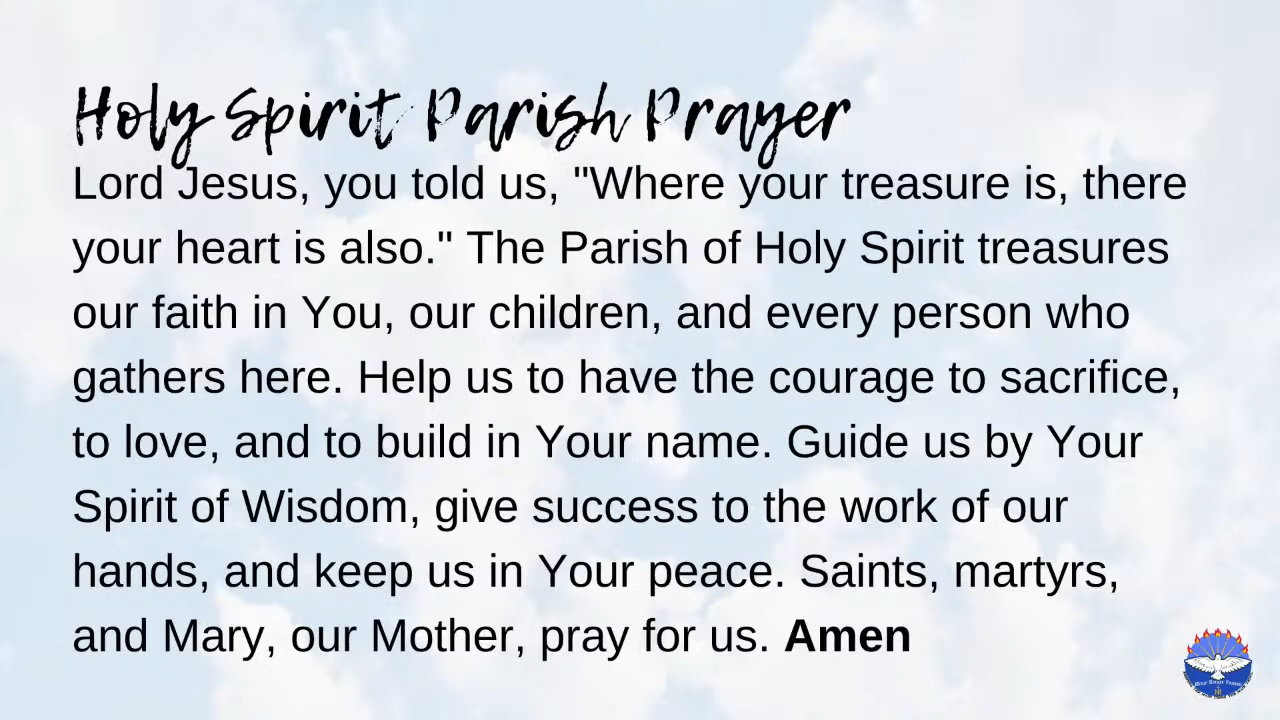 Holy Spirit Parish Prayer
Lord Jesus, you told us, "Where your treasure is, there
your heart is also." The Parish of Holy Spirit treasures
our faith in You, our children, and every person who
gathers here. Help us to have the courage to sacrifice,
to love, and to build in Your name. Guide us by Your
Spirit of Wisdom, give success to the work of our
hands, and keep us in Your peace. Saints, martyrs,
and Mary, our Mother, pray for us. Amen
Holy Spirit Parish